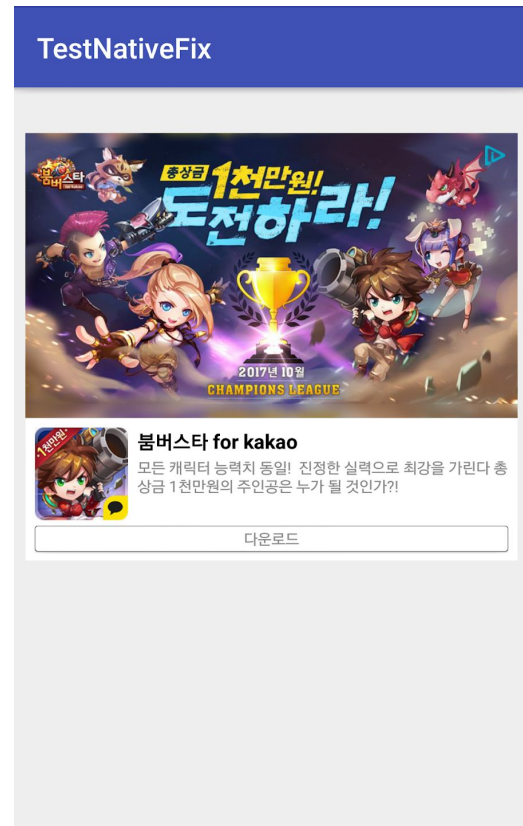 TestNativeFix
붐버스타
for kakao
총상금 1천만원!
도전하라!
2017년 10월
CHAMPIONS LEAGUE
1천만원!
붐버스타 for kakao
모든 캐릭터 능력치 동일! 진정한 실력으로 최강을 가린다 총
상금 1천만원의 주인공은 누가 될 것인가?!
다운로드